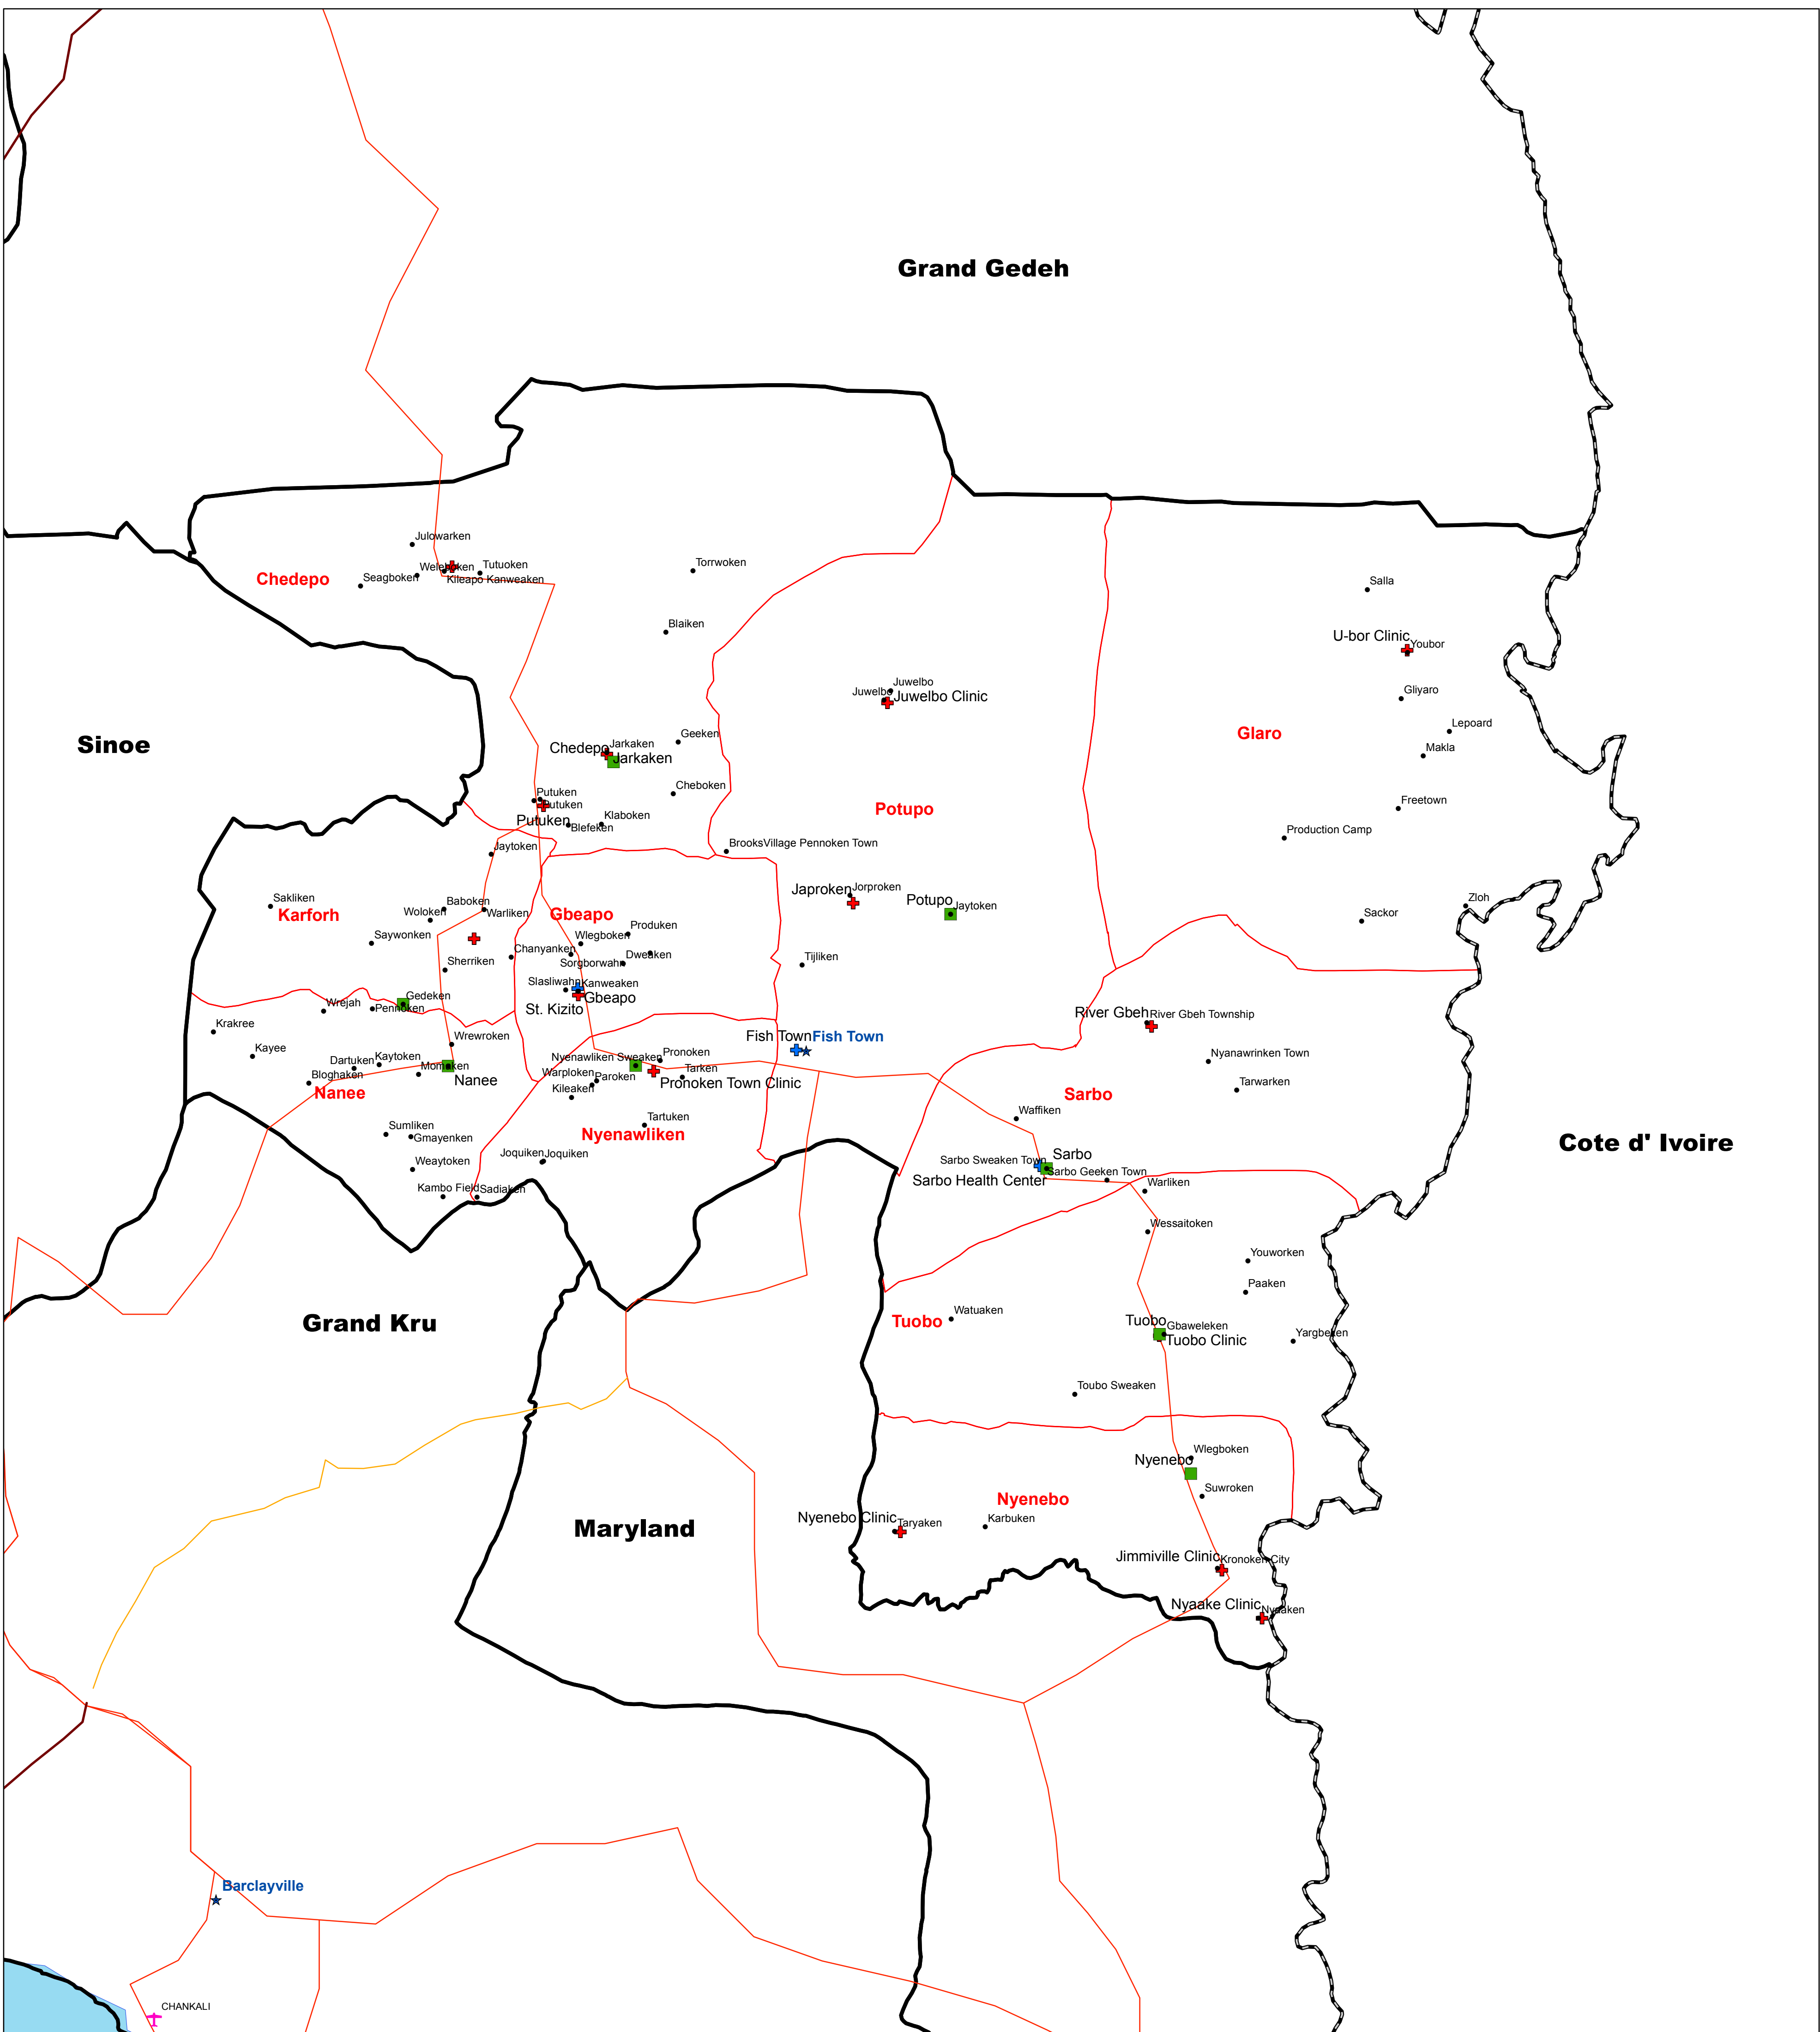 Grand Gedeh
Julowarken
Chedepo
Seagboken
Weleboken
Tutuoken
Kileapo Kanweaken
Torrwoken
Salla
Blaiken
U-bor Clinic
Youbor
Juwelbo
Juwelbo
Juwelbo Clinic
Gliyaro
Lepoard
Sinoe
Geeken
Glaro
Makla
Chedepo
Jarkaken
Jarkaken
Cheboken
Putuken
Putuken
Putuken
Potupo
Freetown
Klaboken
Blefeken
Production Camp
Jaytoken
BrooksVillage Pennoken Town
Japroken
Jorproken
Potupo
Jaytoken
Zloh
Sakliken
Karforh
Baboken
Woloken
Warliken
Gbeapo
Sackor
Produken
Saywonken
Wlegboken
Chanyanken
Dweaken
Sorgborwahn
Sherriken
Tijliken
Slasliwahn
Kanweaken
Gbeapo
St. Kizito
Gedeken
Wrejah
Pennoken
River Gbeh
River Gbeh Township
Krakree
Kayee
Wrewroken
Fish Town
Fish Town
Nyanawrinken Town
Dartuken
Kaytoken
Nyenawliken Sweaken
Pronoken
Bloghaken
Nanee
Warploken
Paroken
Tarken
Pronoken Town Clinic
Tarwarken
Nanee
Kileaken
Sarbo
Waffiken
Sumliken
Gmayenken
Tartuken
Nyenawliken
Cote d' Ivoire
Weaytoken
Joquiken
Joquiken
Sarbo Sweaken Town
Sarbo
Sarbo Geeken Town
Sarbo Health Center
Kambo Field
Sadiaken
Warliken
Wessaitoken
Youworken
Paaken
Grand Kru
Tuobo
Watuaken
Tuobo
Gbaweleken
Tuobo Clinic
Toubo Sweaken
Wlegboken
Nyenebo
Suwroken
Nyenebo
Nyenebo Clinic
Taryaken
Karbuken
Maryland
Jimmiville Clinic
Kronoken City
Nyaake Clinic
Nyaaken
Barclayville
CHANKALI